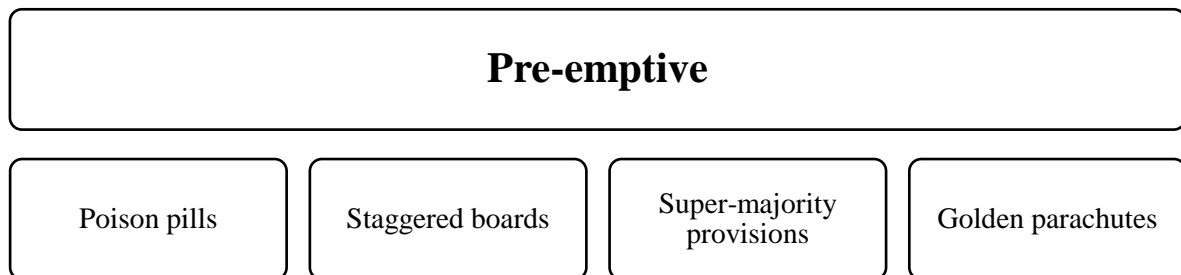 Pre-emptive
Poison pills
Staggered boards
Super-majority
provisions
Golden parachutes